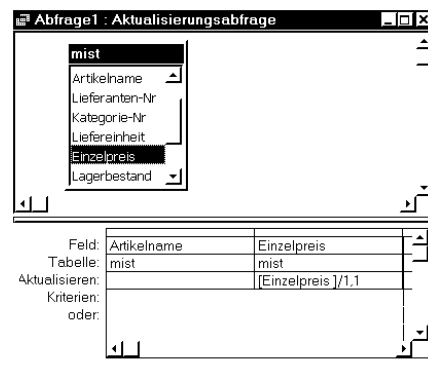 Abfrage1 : Aktualisierungsabfrage
mist
Artikelname
Lieferanten-Nr
Kategorie-Nr
Liefereinheit
Einzelpreis
Lagerbestand
Feld: Artikelname Einzelpreis
Tabelle: mist mist
Aktualisieren: [Einzelpreis ]/1,1
Kriterien:
oder: